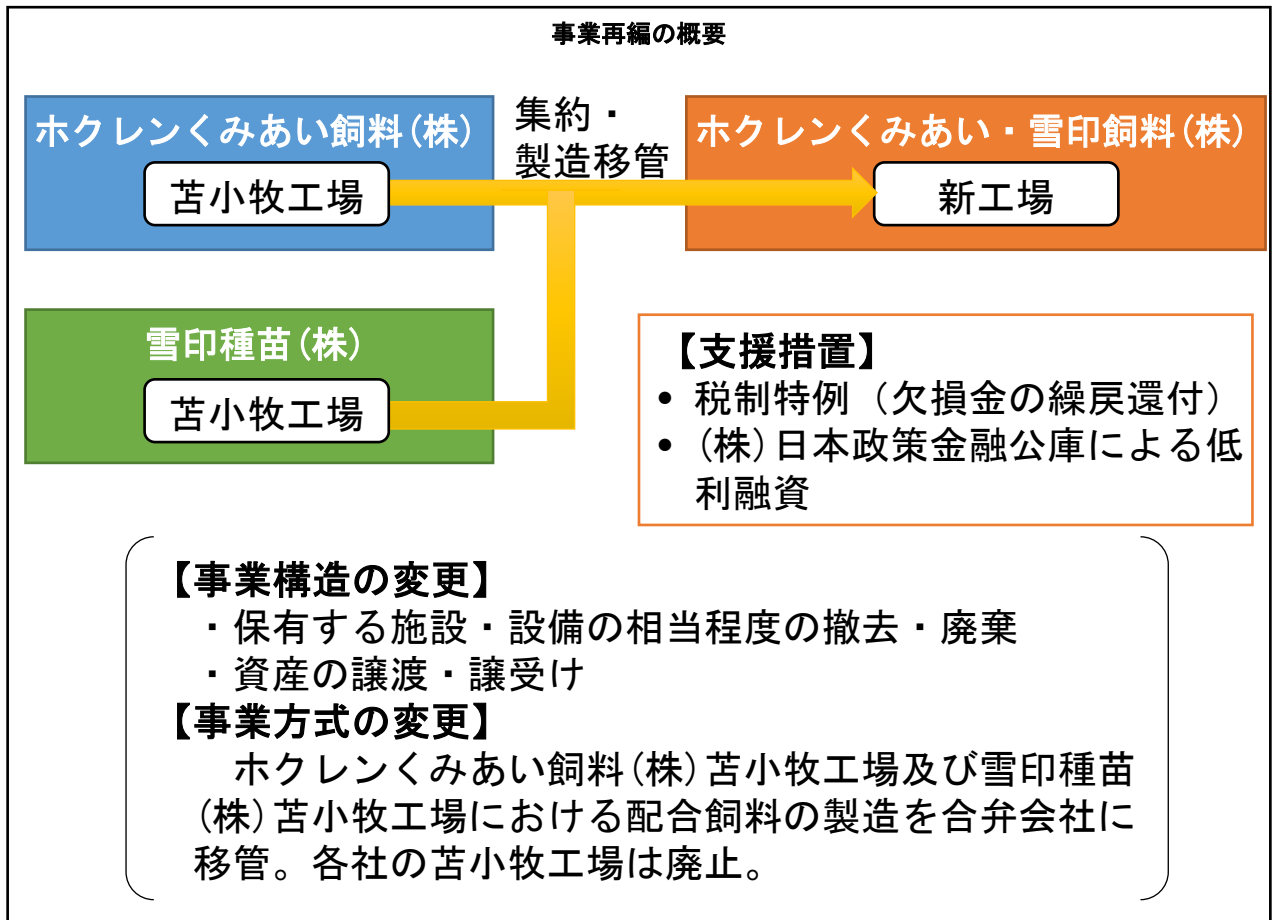 事業再編の概要
ホクレンくみあい飼料(株)
苫小牧工場
集約・
製造移管
ホクレンくみあい・雪印飼料(株)
新工場
雪印種苗(株)
苫小牧工場
【支援措置】
• 税制特例（欠損金の繰戻還付）
• (株)日本政策金融公庫による低
利融資
【事業構造の変更】
・保有する施設・設備の相当程度の撤去・廃棄
・資産の譲渡・譲受け
【事業方式の変更】
ホクレンくみあい飼料(株)苫小牧工場及び雪印種苗
(株)苫小牧工場における配合飼料の製造を合弁会社に
移管。各社の苫小牧工場は廃止。